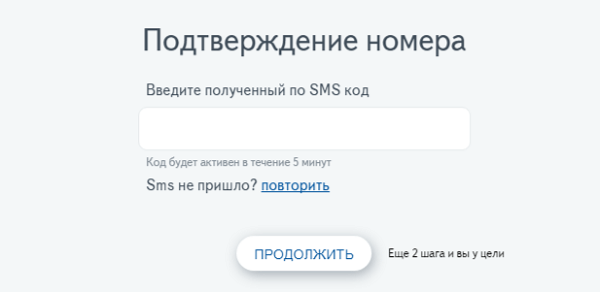 Подтверждение номера
Введите полученный по SMS код
Код будет активен в течение 5 минут
Sms не пришло? повторить
ПРОДОЛЖИТЬ Еще 2 шага и вы у цели